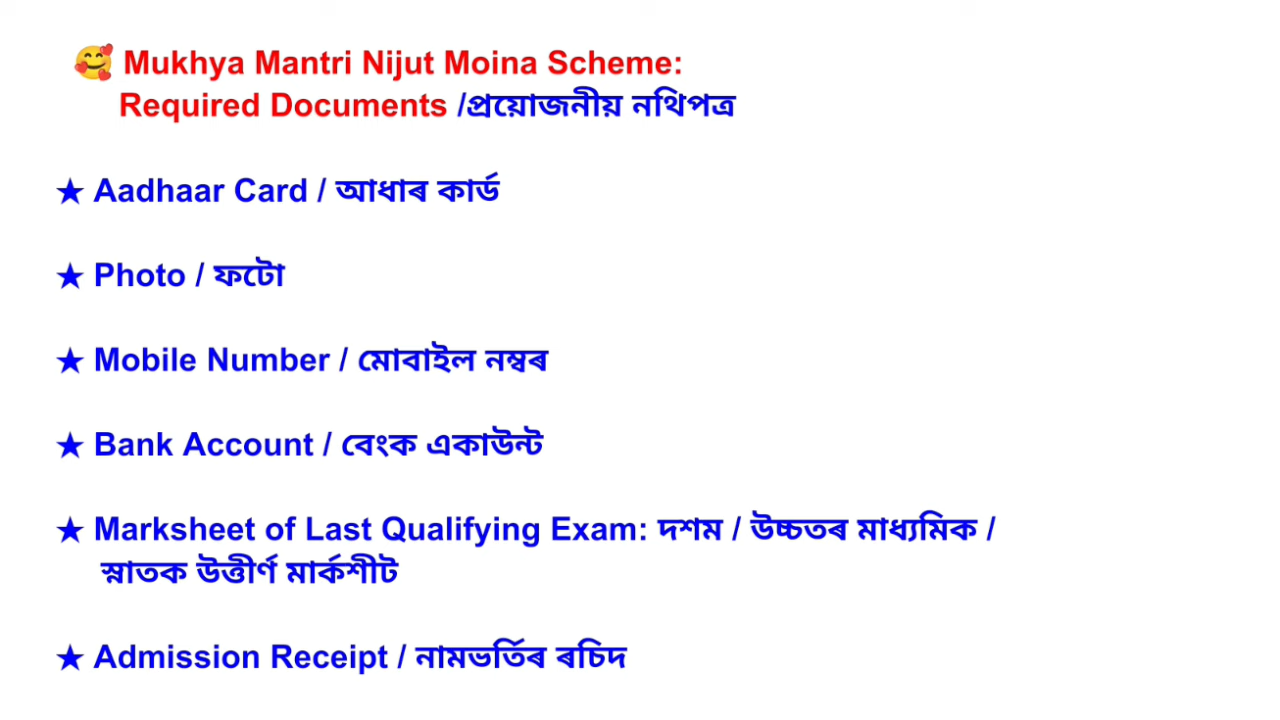 🥰 Mukhya Mantri Nijut Moina Scheme:
Required Documents /প্ৰয়োজনীয় নথিপত্ৰ
★ Aadhaar Card / আধাৰ কাৰ্ড
★ Photo / ফটো
★ Mobile Number / মোবাইল নম্বৰ
★ Bank Account / বেংক একাউন্ট
★ Marksheet of Last Qualifying Exam: দশম / উচ্চতৰ মাধ্যমিক /
স্নাতক উত্তীৰ্ণ মাৰ্কশীট
★ Admission Receipt / নামভৰ্তিৰ ৰচিদ